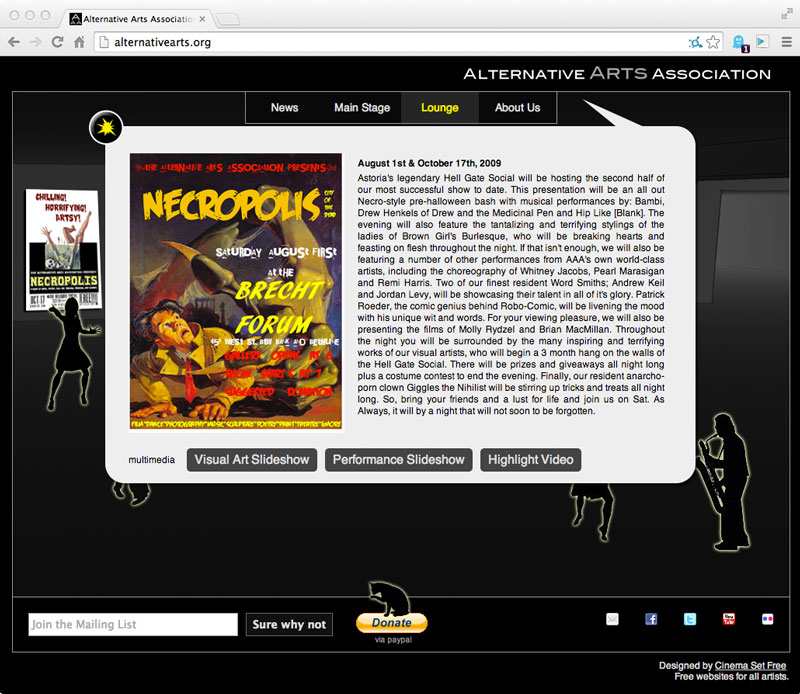 Alternative Arts Associatio
alternativearts.org
1
ALTERNATIVE ARTS ASSOCIATION
News Main Stage Lounge About Us
CHILLING!
HORRIFYING!
ARTSY!
NECROPOLIS
OCT.17
FREE!
THE ALTERNATIVE ARTS ASSOCIATION PRESENTS
NECROPOLIS
CITY OF THE DEAD
SATURDAY AUGUST FIRST
AT THE
BRECHT
FORUM
GALLERY OPENS AT 6
SHOW STARTS AT 7
SUGGESTED DONATION
FILM*DANCE*PHOTOGRAPHY*MUSIC*SCULPTURE*POETRY*PAINT*THEATRE*&MORE
August 1st & October 17th, 2009
Astoria's legendary Hell Gate Social will be hosting the second half of
our most successful show to date. This presentation will be an all out
Necro-style pre-halloween bash with musical performances by: Bambi,
Drew Henkels of Drew and the Medicinal Pen and Hip Like [Blank]. The
evening will also feature the tantalizing and terrifying stylings of the
ladies of Brown Girl's Burlesque, who will be breaking hearts and
feasting on flesh throughout the night. If that isn't enough, we will also be
featuring a number of other performances from AAA's own world-class
artists, including the choreography of Whitney Jacobs, Pearl Marasigan
and Remi Harris. Two of our finest resident Word Smiths; Andrew Keil
and Jordan Levy, will be showcasing their talent in all of it's glory. Patrick
Roeder, the comic genius behind Robo-Comic, will be livening the mood
with his unique wit and words. For your viewing pleasure, we will also be
presenting the films of Molly Rydzel and Brian MacMillan. Throughout
the night you will be surrounded by the many inspiring and terrifying
works of our visual artists, who will begin a 3 month hang on the walls of
the Hell Gate Social. There will be prizes and giveaways all night long
plus a costume contest to end the evening. Finally, our resident anarcho-
porn clown Giggles the Nihilist will be stirring up tricks and treats all night
long. So, bring your friends and a lust for life and join us on Sat. As
Always, it will by a night that will not soon to be forgotten.
multimedia Visual Art Slideshow Performance Slideshow Highlight Video
Join the Mailing List Sure why not Donate
via paypal
You Tube
Designed by Cinema Set Free
Free websites for all artists.